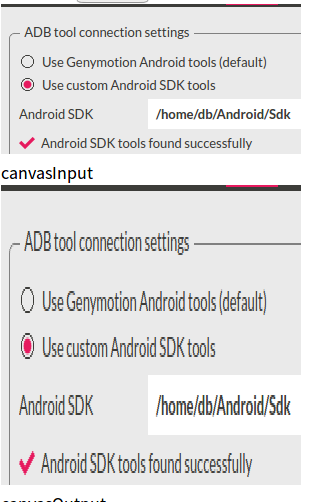 ADB tool connection settings
Use Genymotion Android tools (default)
Use custom Android SDK tools
Android SDK /home/db/Android/Sdk
Android SDK tools found successfully
canvasInput
ADB tool connection settings
Use Genymotion Android tools (default)
Use custom Android SDK tools
Android SDK /home/db/Android/Sdk
Android SDK tools found successfully
canvasOutput